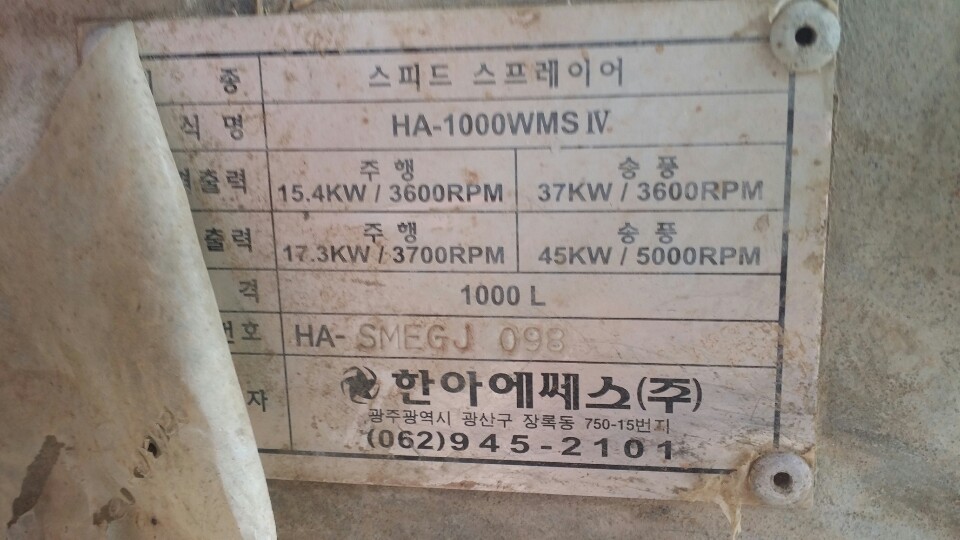 종 스피드 스프레이어
식 명 HA-1000WMS IV
출력 주 행 송 풍
15.4KW / 3600RPM 37KW / 3600RPM
출력 주 행 송 풍
17.3KW / 3700RPM 45KW / 5000RPM
격 1000 L
번호 HA- SMEGJ 098
자 한아에쎄스(주)
광주광역시 광산구 장록동 750-15번지
(062)945-2101